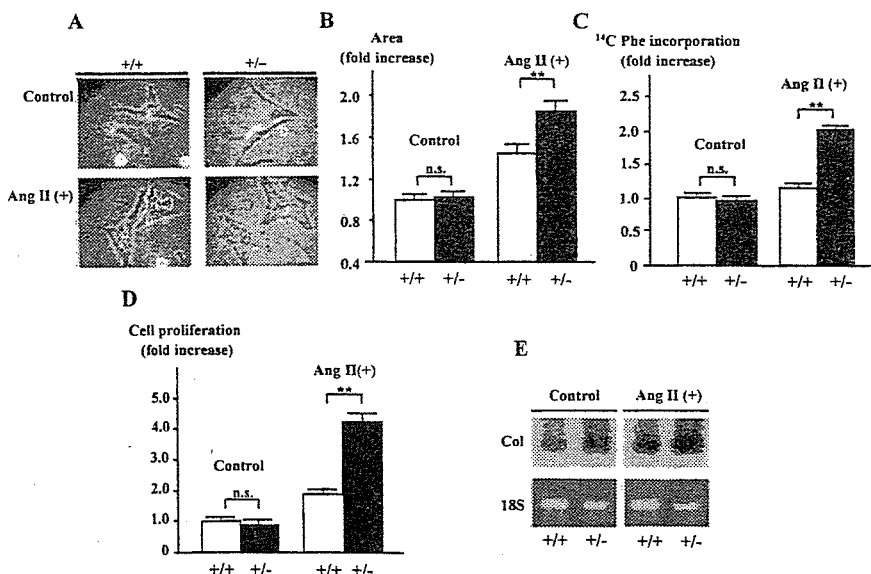 A
+/+ +/-
Control
Ang II (+)
B
Area
(fold increase)
Ang II (+)
**
Control
n.s.
2.0
1.6
1.2
0.8
0.4
+/+ +/- +/+ +/-
C
14C Phe incorporation
(fold increase)
Ang II (+)
**
Control
n.s.
2.5
2.0
1.5
1.0
0
+/+ +/- +/+ +/-
D
Cell proliferation
(fold increase)
Ang II(+)
**
Control
n.s.
5.0
4.0
3.0
2.0
1.0
0
+/+ +/- +/+ +/-
E
Control Ang II (+)
Col
18S
+/+ +/- +/+ +/-